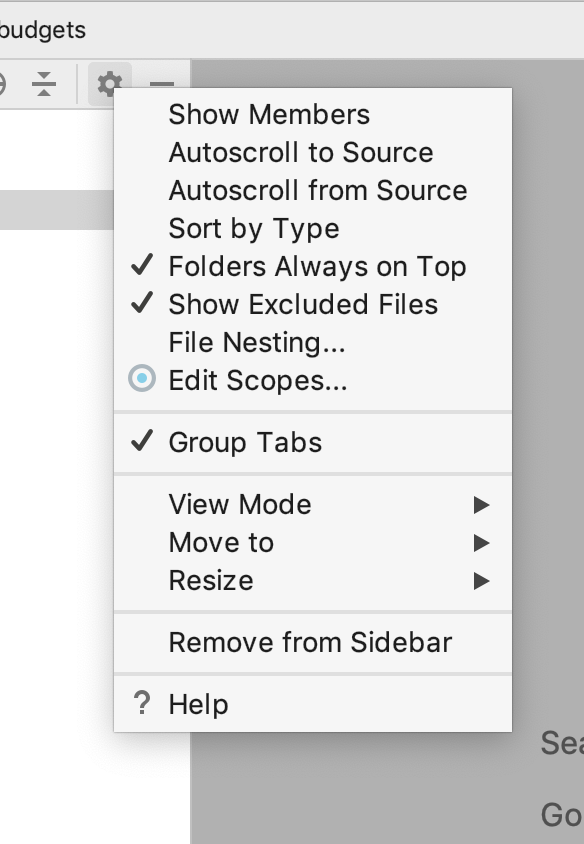 budgets
Show Members
Autoscroll to Source
Autoscroll from Source
Sort by Type
Folders Always on Top
Show Excluded Files
File Nesting...
Edit Scopes...
Group Tabs
View Mode
Move to
Resize
Remove from Sidebar
? Help
Sea
Go